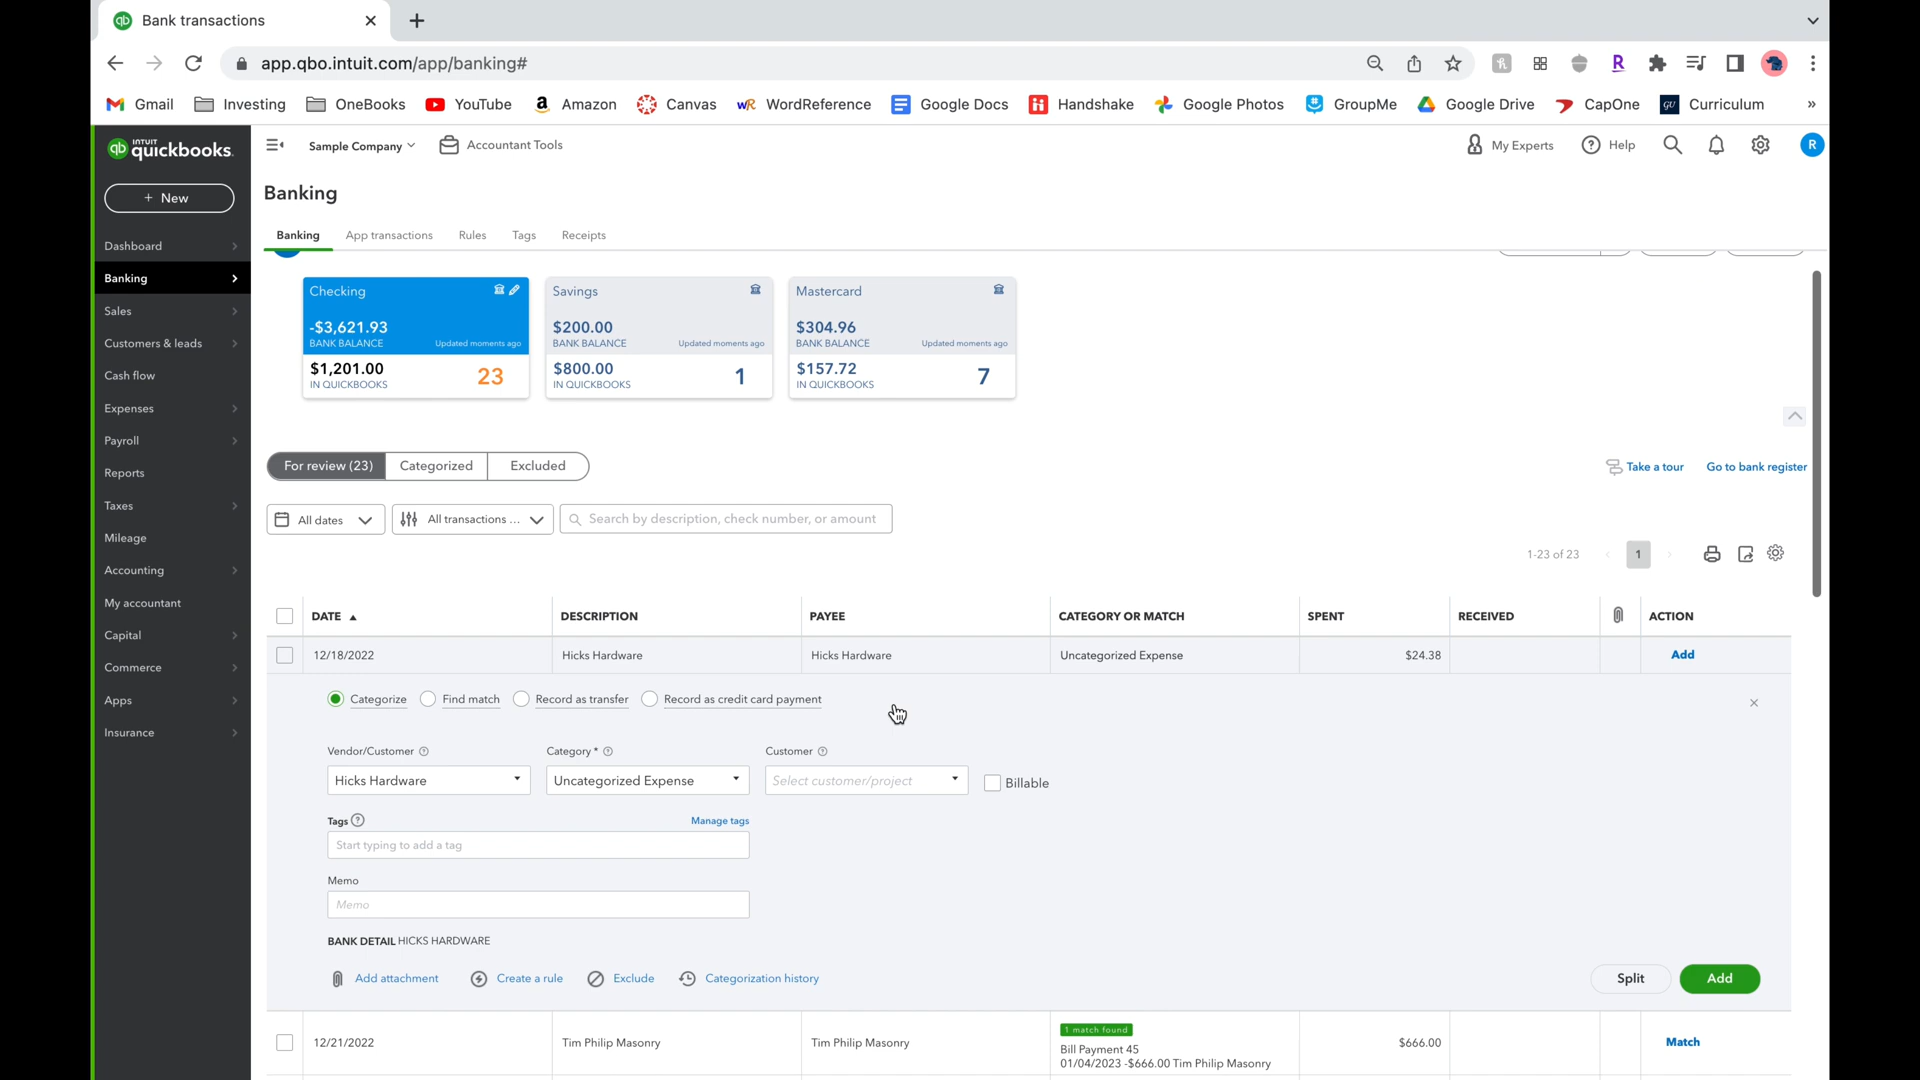 Bank transactions
app.qbo.intuit.com/app/banking#
Gmail Investing OneBooks YouTube Amazon Canvas WordReference Google Docs Handshake Google Photos GroupMe Google Drive CapOne Curriculum »
INTUIT quickbooks. Sample Company Accountant Tools My Experts Help R
+ New
Banking
Banking App transactions Rules Tags Receipts
Dashboard
Banking
Sales
Customers & leads
Cash flow
Expenses
Payroll
Reports
Taxes
Mileage
Accounting
My accountant
Capital
Commerce
Apps
Insurance
Checking
-$3,621.93
BANK BALANCE Updated moments ago
$1,201.00
IN QUICKBOOKS 23
Savings
$200.00
BANK BALANCE Updated moments ago
$800.00
IN QUICKBOOKS 1
Mastercard
$304.96
BANK BALANCE Updated moments ago
$157.72
IN QUICKBOOKS 7
For review (23) Categorized Excluded Take a tour Go to bank register
All dates All transactions ... Search by description, check number, or amount
1-23 of 23 1
DATE DESCRIPTION PAYEE CATEGORY OR MATCH SPENT RECEIVED ACTION
12/18/2022 Hicks Hardware Hicks Hardware Uncategorized Expense $24.38 Add
Categorize Find match Record as transfer Record as credit card payment
Vendor/Customer Category * Customer
Hicks Hardware Uncategorized Expense Select customer/project Billable
Tags Manage tags
Start typing to add a tag
Memo
Memo
BANK DETAIL HICKS HARDWARE
Add attachment Create a rule Exclude Categorization history Split Add
12/21/2022 Tim Philip Masonry Tim Philip Masonry 1 match found $666.00 Match
Bill Payment 45
01/04/2023 -$666.00 Tim Philip Masonry